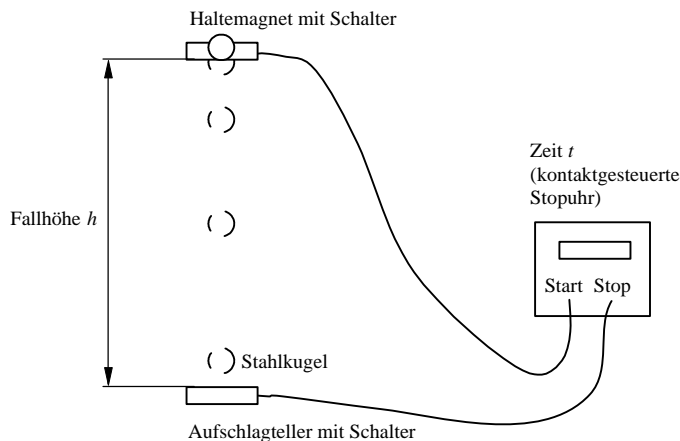 Haltemagnet mit Schalter
Zeit t
(kontaktgesteuerte
Stopuhr)
Fallhöhe h
Start Stop
Stahlkugel
Aufschlagteller mit Schalter